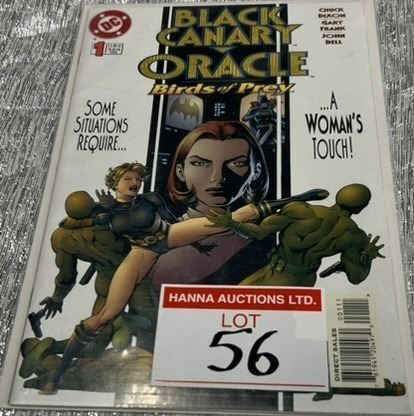 DC
1
BLACK
CANARY
ORACLE
Birds of Prey
CHUCK
DIXON
GARY
FRANK
JOHN
DELL
SOME
SITUATIONS
REQUIRE...
...A
WOMAN'S
TOUCH!
HANNA AUCTIONS LTD.
LOT
56
00111
DIRECT SALES